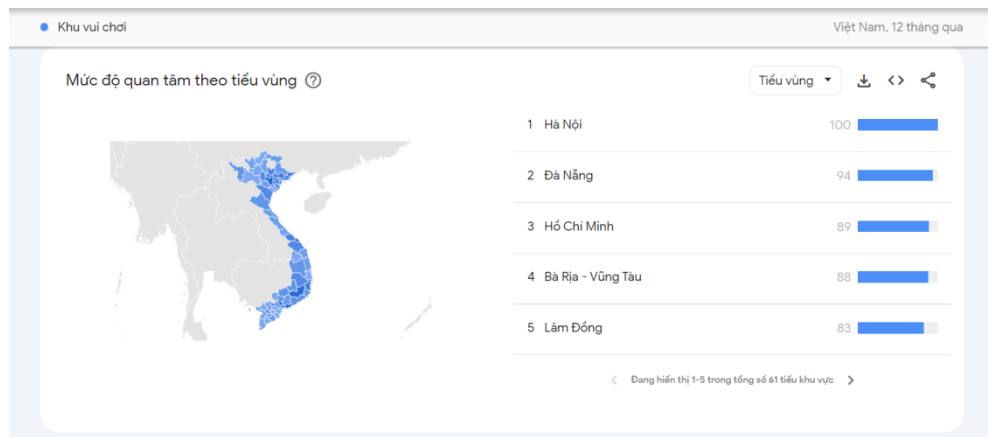 Khu vui chơi
Việt Nam, 12 tháng qua
Mức độ quan tâm theo tiểu vùng
Tiểu vùng
1 Hà Nội 100
2 Đà Nẵng 94
3 Hồ Chí Minh 89
4 Bà Rịa - Vũng Tàu 88
5 Lâm Đồng 83
Đang hiển thị 1-5 trong tổng số 61 tiểu khu vực